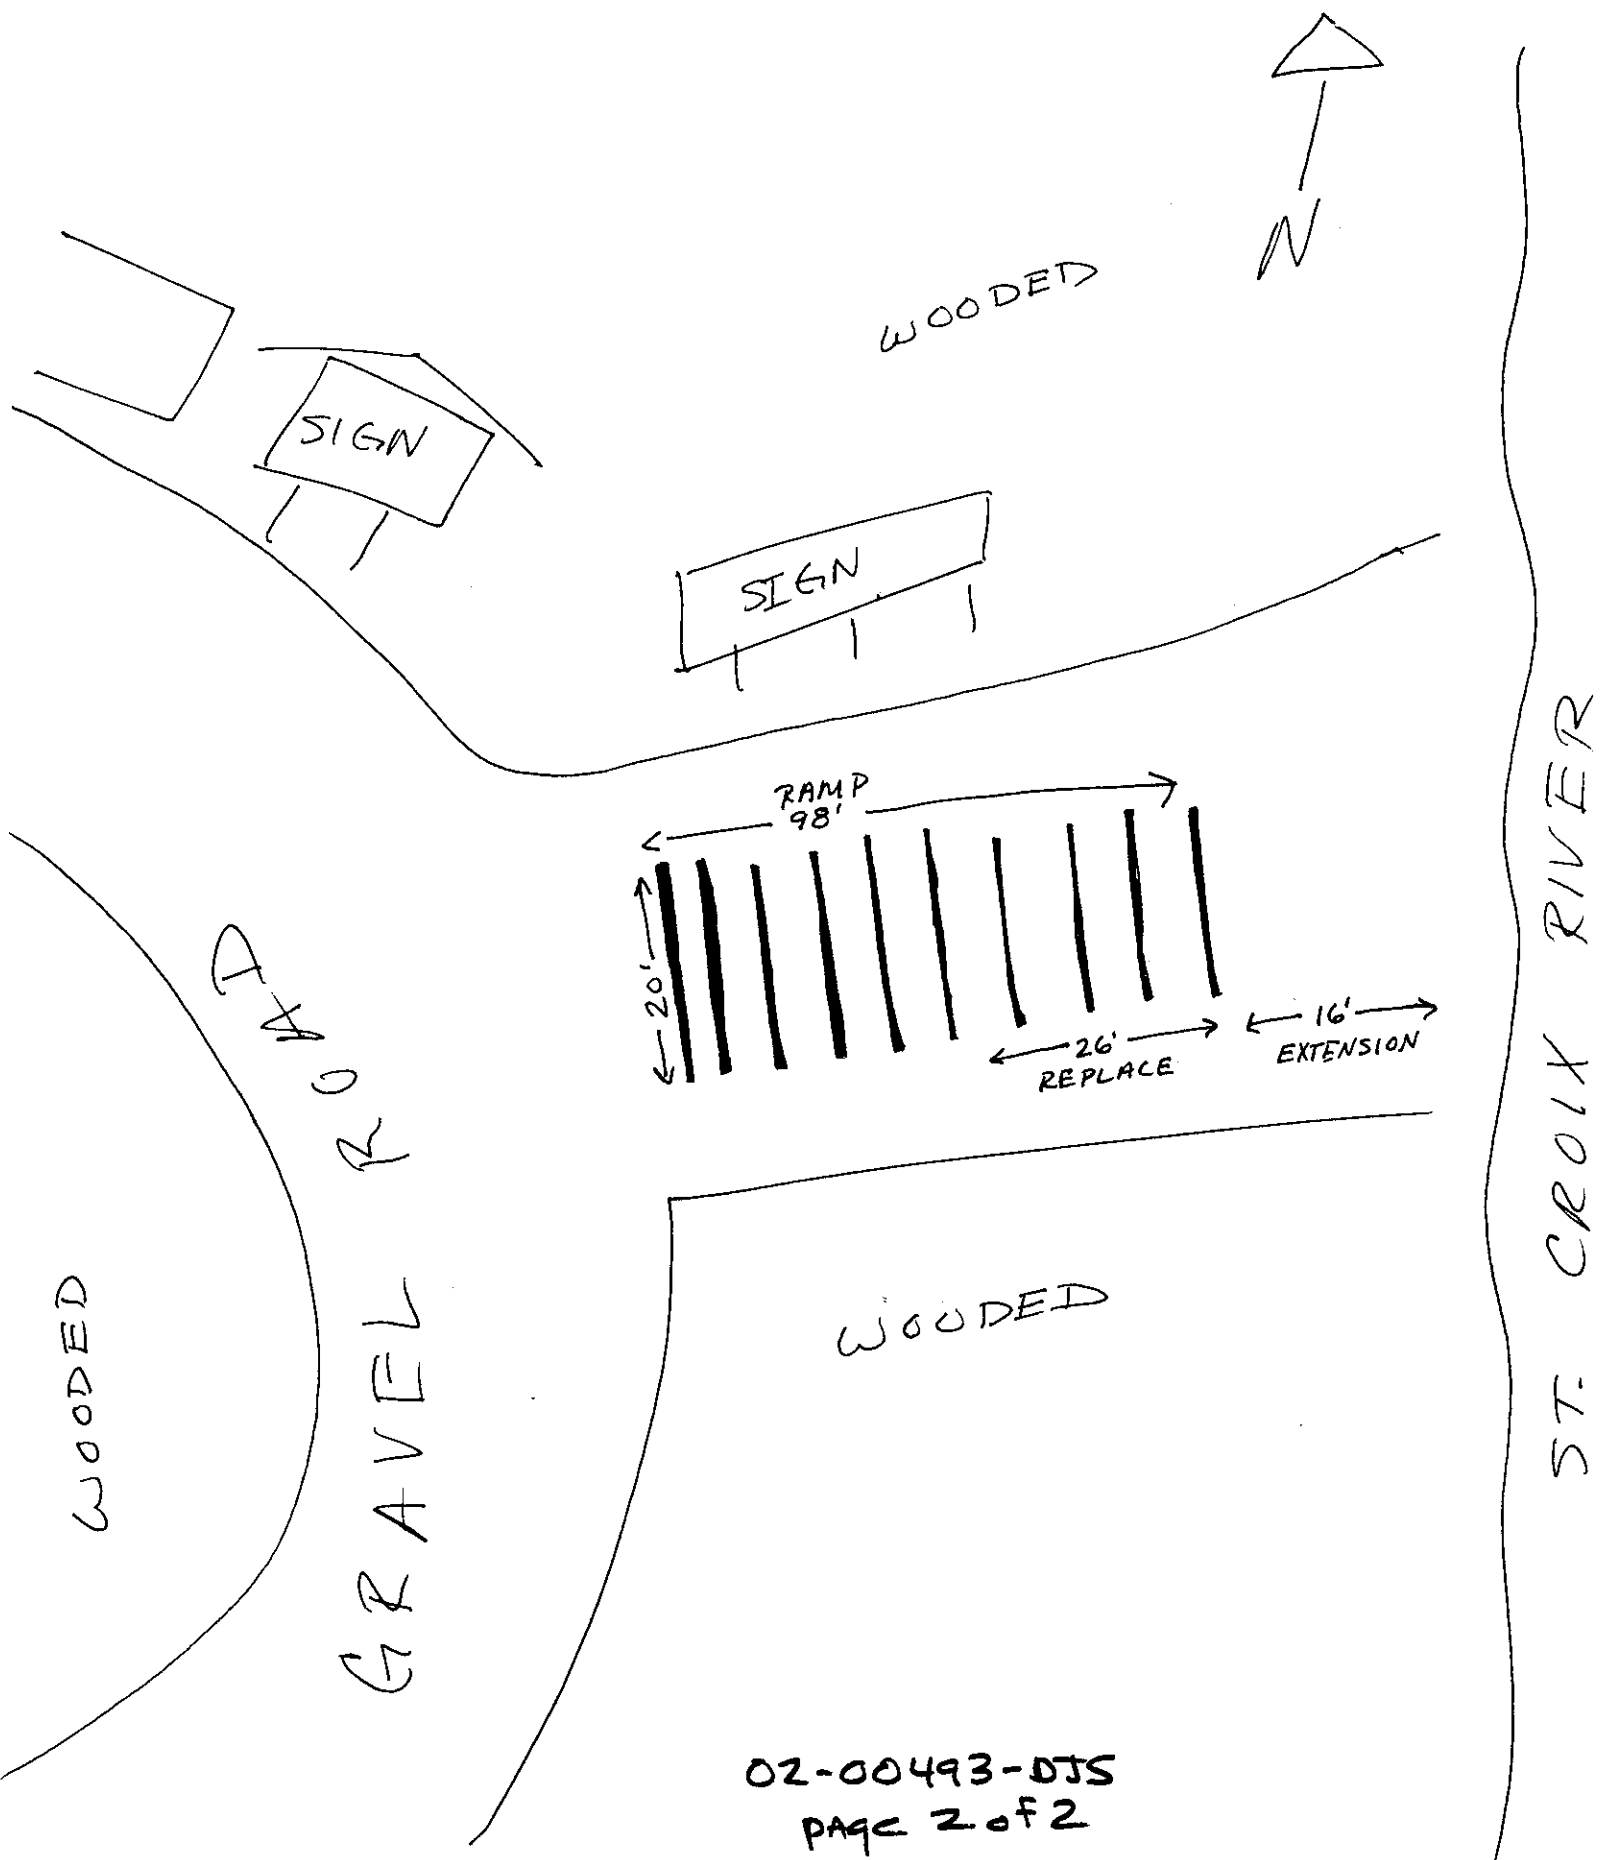 N
WOODED
SIGN
SIGN
RAMP
98'
20'
26'
REPLACE
16'
EXTENSION
ST. CROIX RIVER
GRAVEL ROAD
WOODED
WOODED
02-00493-DJS
PAGE 2 of 2